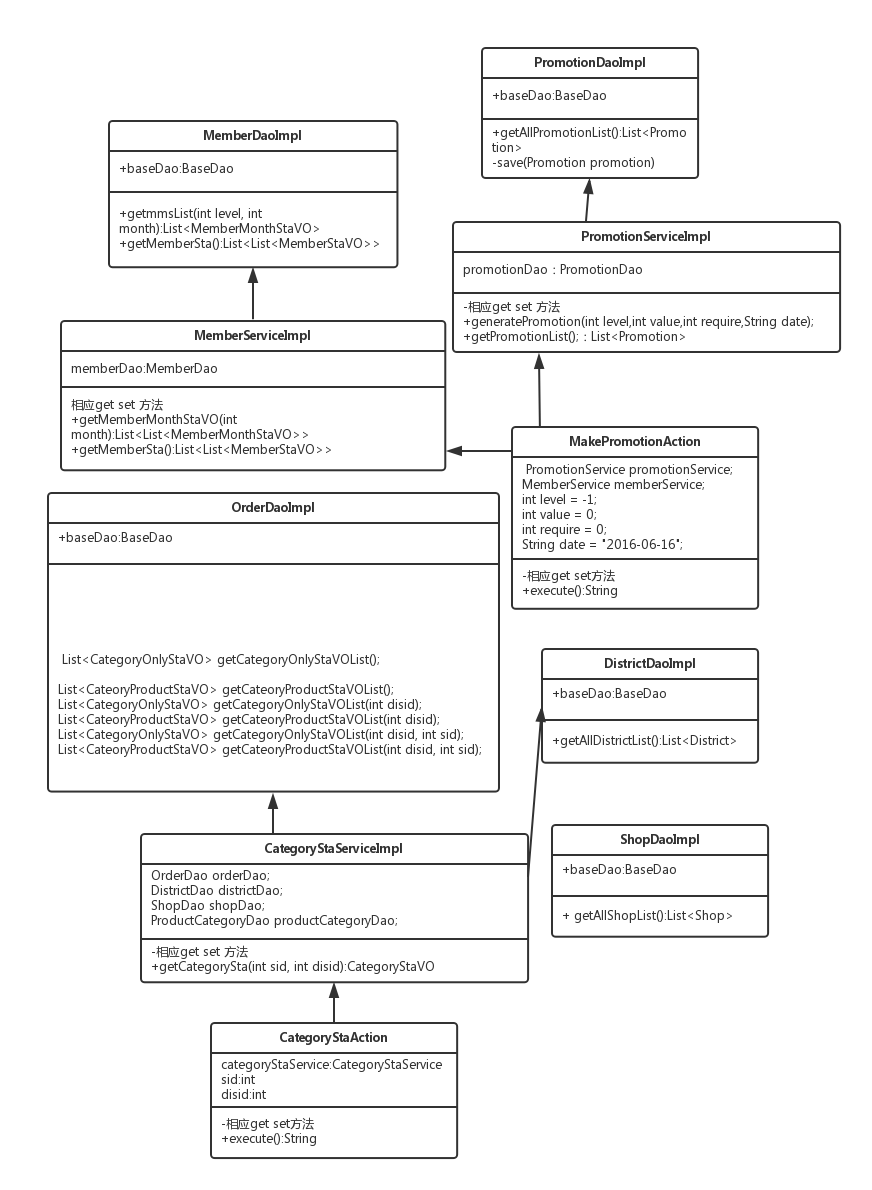 PromotionDaoImpl
+baseDao:BaseDao
+getAllPromotionList():List<Promo
tion>
-save(Promotion promotion)
MemberDaoImpl
+baseDao:BaseDao
+getmmsList(int level, int
month):List<MemberMonthStaVO>
+getMemberSta():List<List<MemberStaVO>>
PromotionServiceImpl
promotionDao：PromotionDao
-相应get set 方法
+generatePromotion(int level,int value,int require,String date);
+getPromotionList();：List<Promotion>
MemberServiceImpl
memberDao:MemberDao
相应get set 方法
+getMemberMonthStaVO(int
month):List<List<MemberMonthStaVO>>
+getMemberSta():List<List<MemberStaVO>>
MakePromotionAction
PromotionService promotionService;
MemberService memberService;
int level = -1;
int value = 0;
int require = 0;
String date = "2016-06-16";
-相应get set方法
+execute():String
OrderDaoImpl
+baseDao:BaseDao
List<CategoryOnlyStaVO> getCategoryOnlyStaVOList();
List<CateoryProductStaVO> getCateoryProductStaVOList();
List<CategoryOnlyStaVO> getCategoryOnlyStaVOList(int disid);
List<CateoryProductStaVO> getCateoryProductStaVOList(int disid);
List<CategoryOnlyStaVO> getCategoryOnlyStaVOList(int disid, int sid);
List<CateoryProductStaVO> getCateoryProductStaVOList(int disid, int sid);
DistrictDaoImpl
+baseDao:BaseDao
+getAllDistrictList():List<District>
ShopDaoImpl
+baseDao:BaseDao
+ getAllShopList():List<Shop>
CategoryStaServiceImpl
OrderDao orderDao;
DistrictDao districtDao;
ShopDao shopDao;
ProductCategoryDao productCategoryDao;
-相应get set 方法
+getCategorySta(int sid, int disid):CategoryStaVO
CategoryStaAction
categoryStaService:CategoryStaService
sid:int
disid:int
-相应get set方法
+execute():String